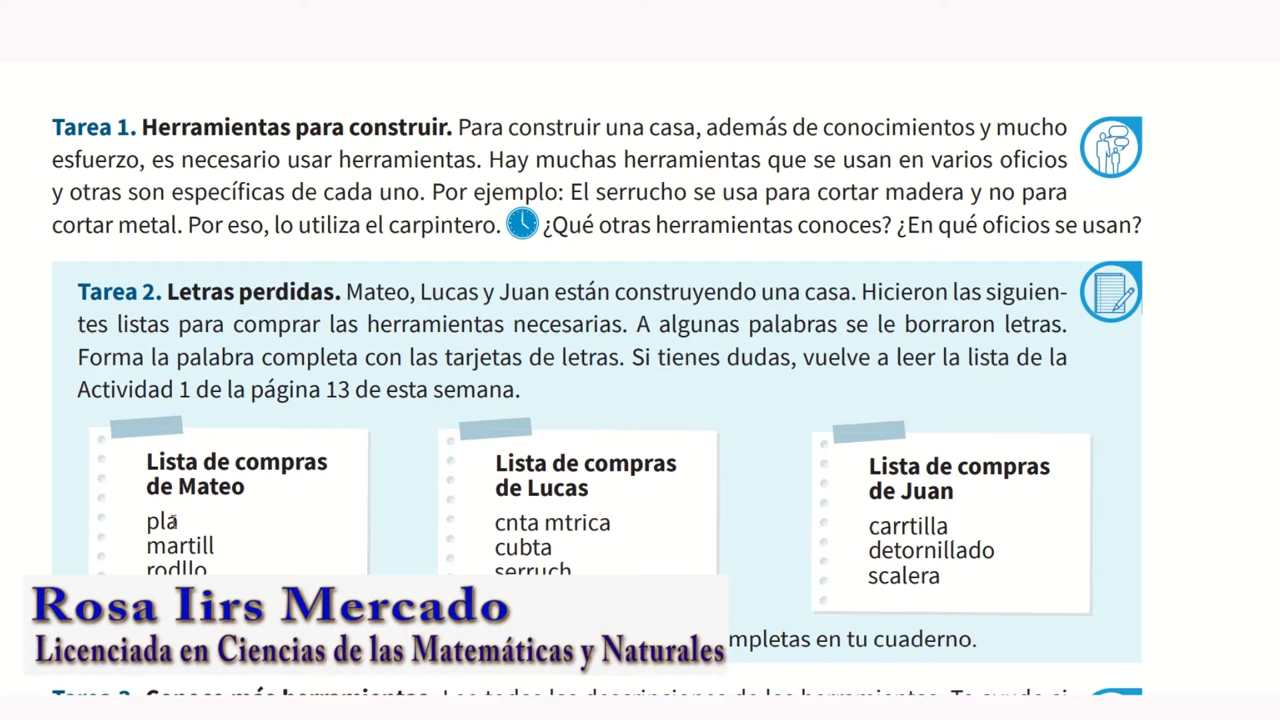 Tarea 1. Herramientas para construir. Para construir una casa, además de conocimientos y mucho
esfuerzo, es necesario usar herramientas. Hay muchas herramientas que se usan en varios oficios
y otras son específicas de cada uno. Por ejemplo: El serrucho se usa para cortar madera y no para
cortar metal. Por eso, lo utiliza el carpintero. ¿Qué otras herramientas conoces? ¿En qué oficios se usan?
Tarea 2. Letras perdidas. Mateo, Lucas y Juan están construyendo una casa. Hicieron las siguien-
tes listas para comprar las herramientas necesarias. A algunas palabras se le borraron letras.
Forma la palabra completa con las tarjetas de letras. Si tienes dudas, vuelve a leer la lista de la
Actividad 1 de la página 13 de esta semana.
Lista de compras
de Mateo
pla
martill
rodllo
Lista de compras
de Lucas
cnta mtrica
cubta
serruch
Lista de compras
de Juan
carrtilla
detornillado
scalera
mpletas en tu cuaderno.
Rosa Iirs Mercado
Licenciada en Ciencias de las Matemáticas y Naturales